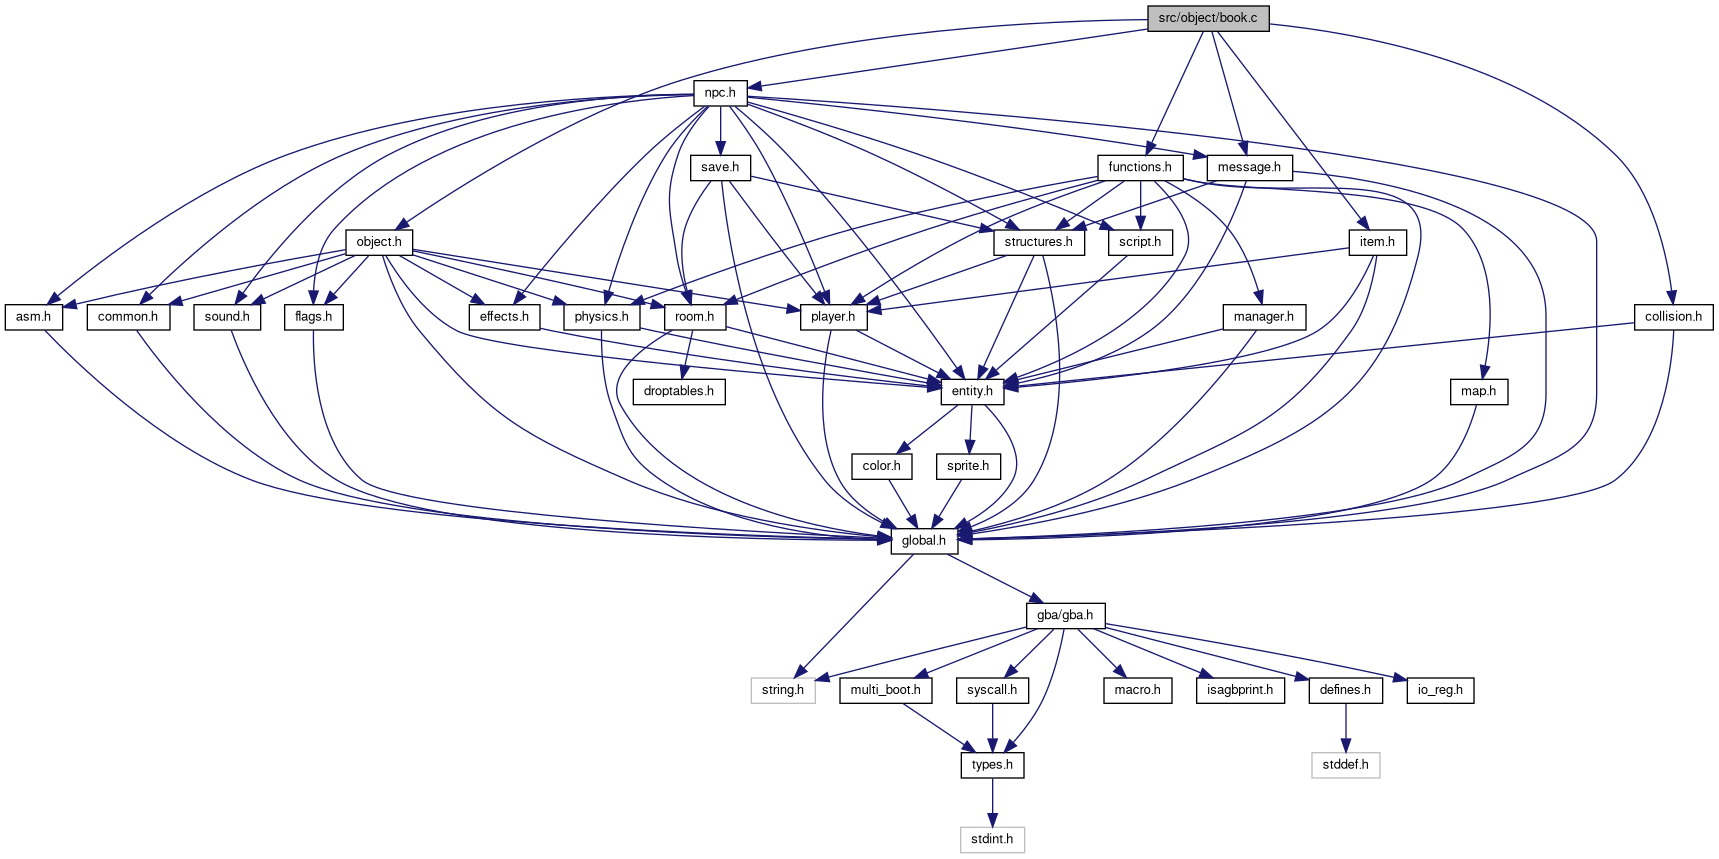 src/object/book.c
npc.h
save.h
functions.h
message.h
object.h
structures.h
script.h
item.h
asm.h
common.h
sound.h
flags.h
effects.h
physics.h
room.h
player.h
manager.h
collision.h
droptables.h
entity.h
map.h
color.h
sprite.h
global.h
gba/gba.h
string.h
multi_boot.h
syscall.h
macro.h
isagbprint.h
defines.h
io_reg.h
types.h
stddef.h
stdint.h